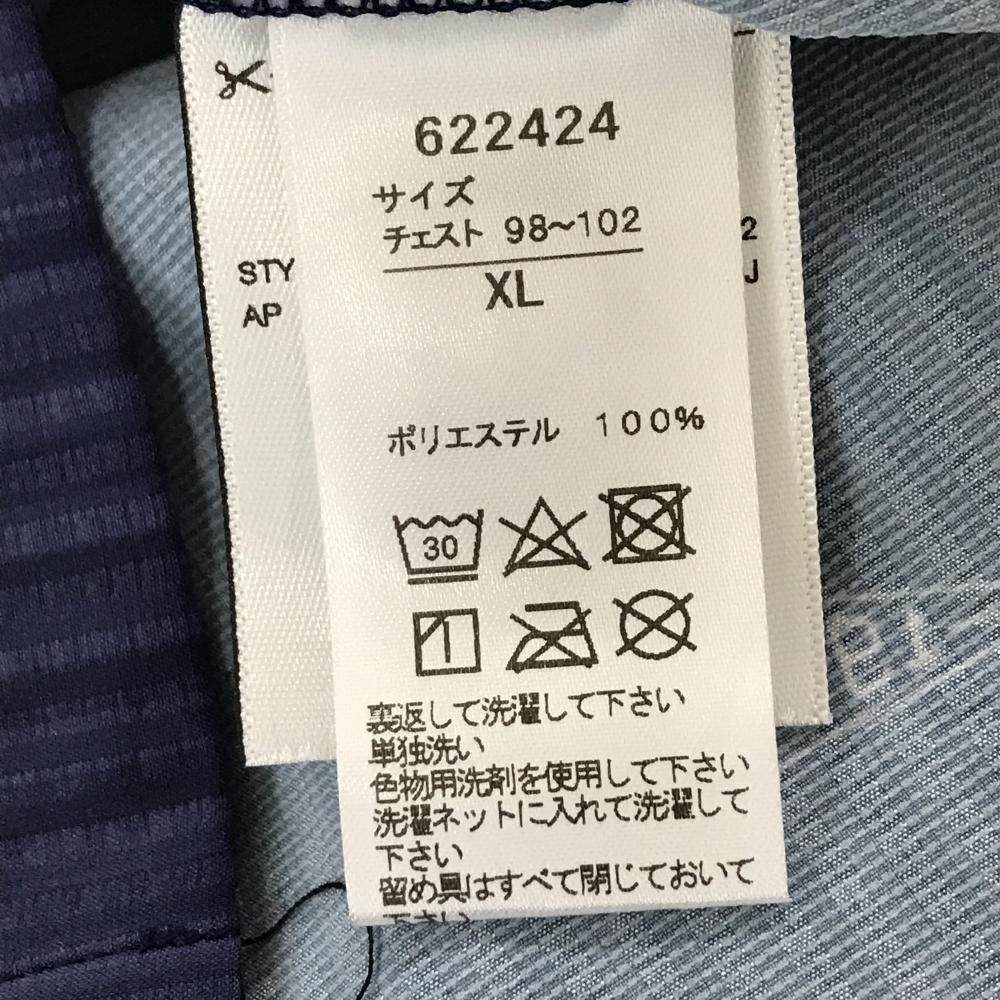 622424
サイズ
チェスト 98~102
XL
STY
AP
2
J
ポリエステル 100%
30
裏返して洗濯して下さい
単独洗い
色物用洗剤を使用して下さい
洗濯ネットに入れて洗濯して
下さい
留め具はすべて閉じておいて
下さい